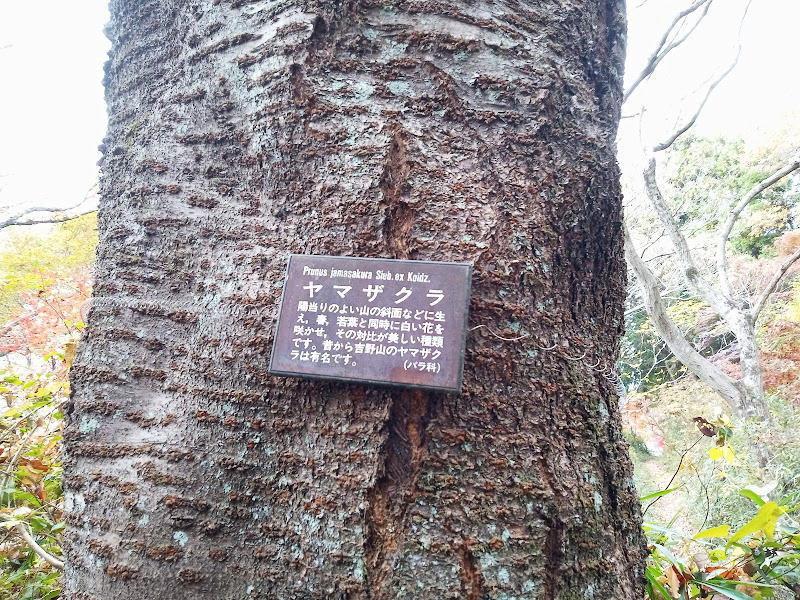 Prunus jamasakura Sieb. ex Koidz.
ヤマザクラ
陽当りのよい山の斜面などに生
え，春，若葉と同時に白い花を
咲かせ，その対比が美しい種類
です。昔から吉野山のヤマザク
ラは有名です。 (バラ科)